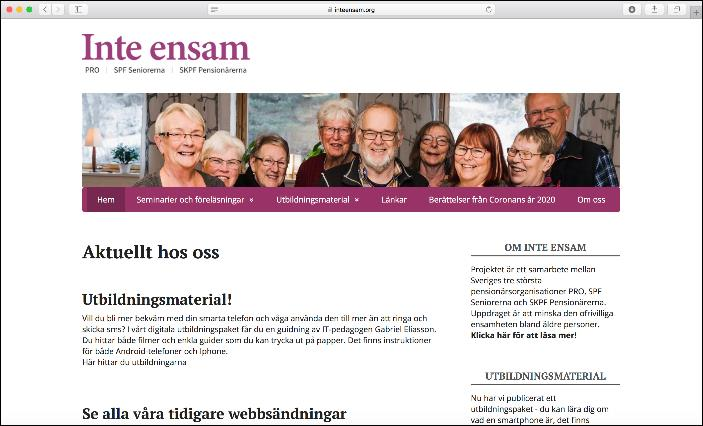 inteensam.org
Inte ensam
PRO | SPF Seniorerna | SKPF Pensionärerna
Hem Seminarier och föreläsningar Utbildningsmaterial Länkar Berättelser från Coronans år 2020 Om oss
Aktuellt hos oss
Utbildningsmaterial!
Vill du bli mer bekväm med din smarta telefon och våga använda den till mer än att ringa och
skicka sms? I vårt digitala utbildningspaket får du en guidning av IT-pedagogen Gabriel Eliasson.
Du hittar både filmer och enkla guider som du kan trycka ut på papper. Det finns instruktioner
för både Android-telefoner och Iphone.
Här hittar du utbildningarna
Se alla våra tidigare webbsändningar
OM INTE ENSAM
Projektet är ett samarbete mellan
Sveriges tre största
pensionärsorganisationer PRO, SPF
Seniorerna och SKPF Pensionärerna.
Uppdraget är att minska den ofrivilliga
ensamheten bland äldre personer.
Klicka här för att läsa mer!
UTBILDNINGSMATERIAL
Nu har vi publicerat ett
utbildningspaket - du kan lära dig om
vad en smartphone är, det finns